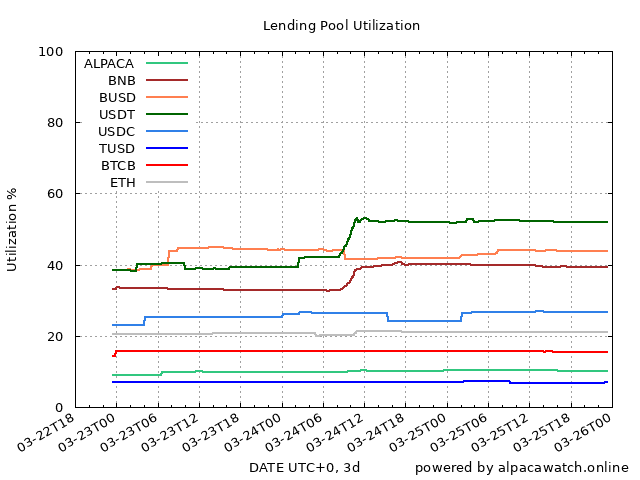 Lending Pool Utilization
Utilization %
100
80
60
40
20
0
ALPACA
BNB
BUSD
USDT
USDC
TUSD
BTCB
ETH
03-22T18
03-23T00
03-23T06
03-23T12
03-23T18
03-24T00
03-24T06
03-24T12
03-24T18
03-25T00
03-25T06
03-25T12
03-25T18
03-26T00
DATE UTC+0, 3d
powered by alpacawatch.online